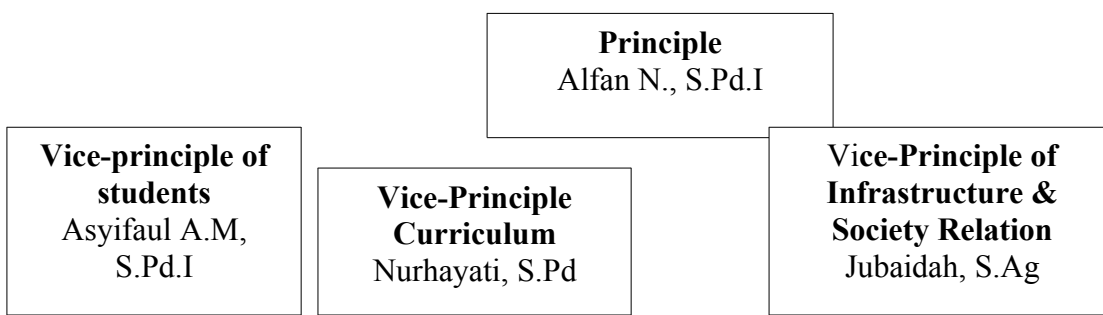 Principle
Alfan N., S.Pd.I
Vice-principle of
students
Asyifaul A.M,
S.Pd.I
Vice-Principle
Curriculum
Nurhayati, S.Pd
Vice-Principle of
Infrastructure &
Society Relation
Jubaidah, S.Ag